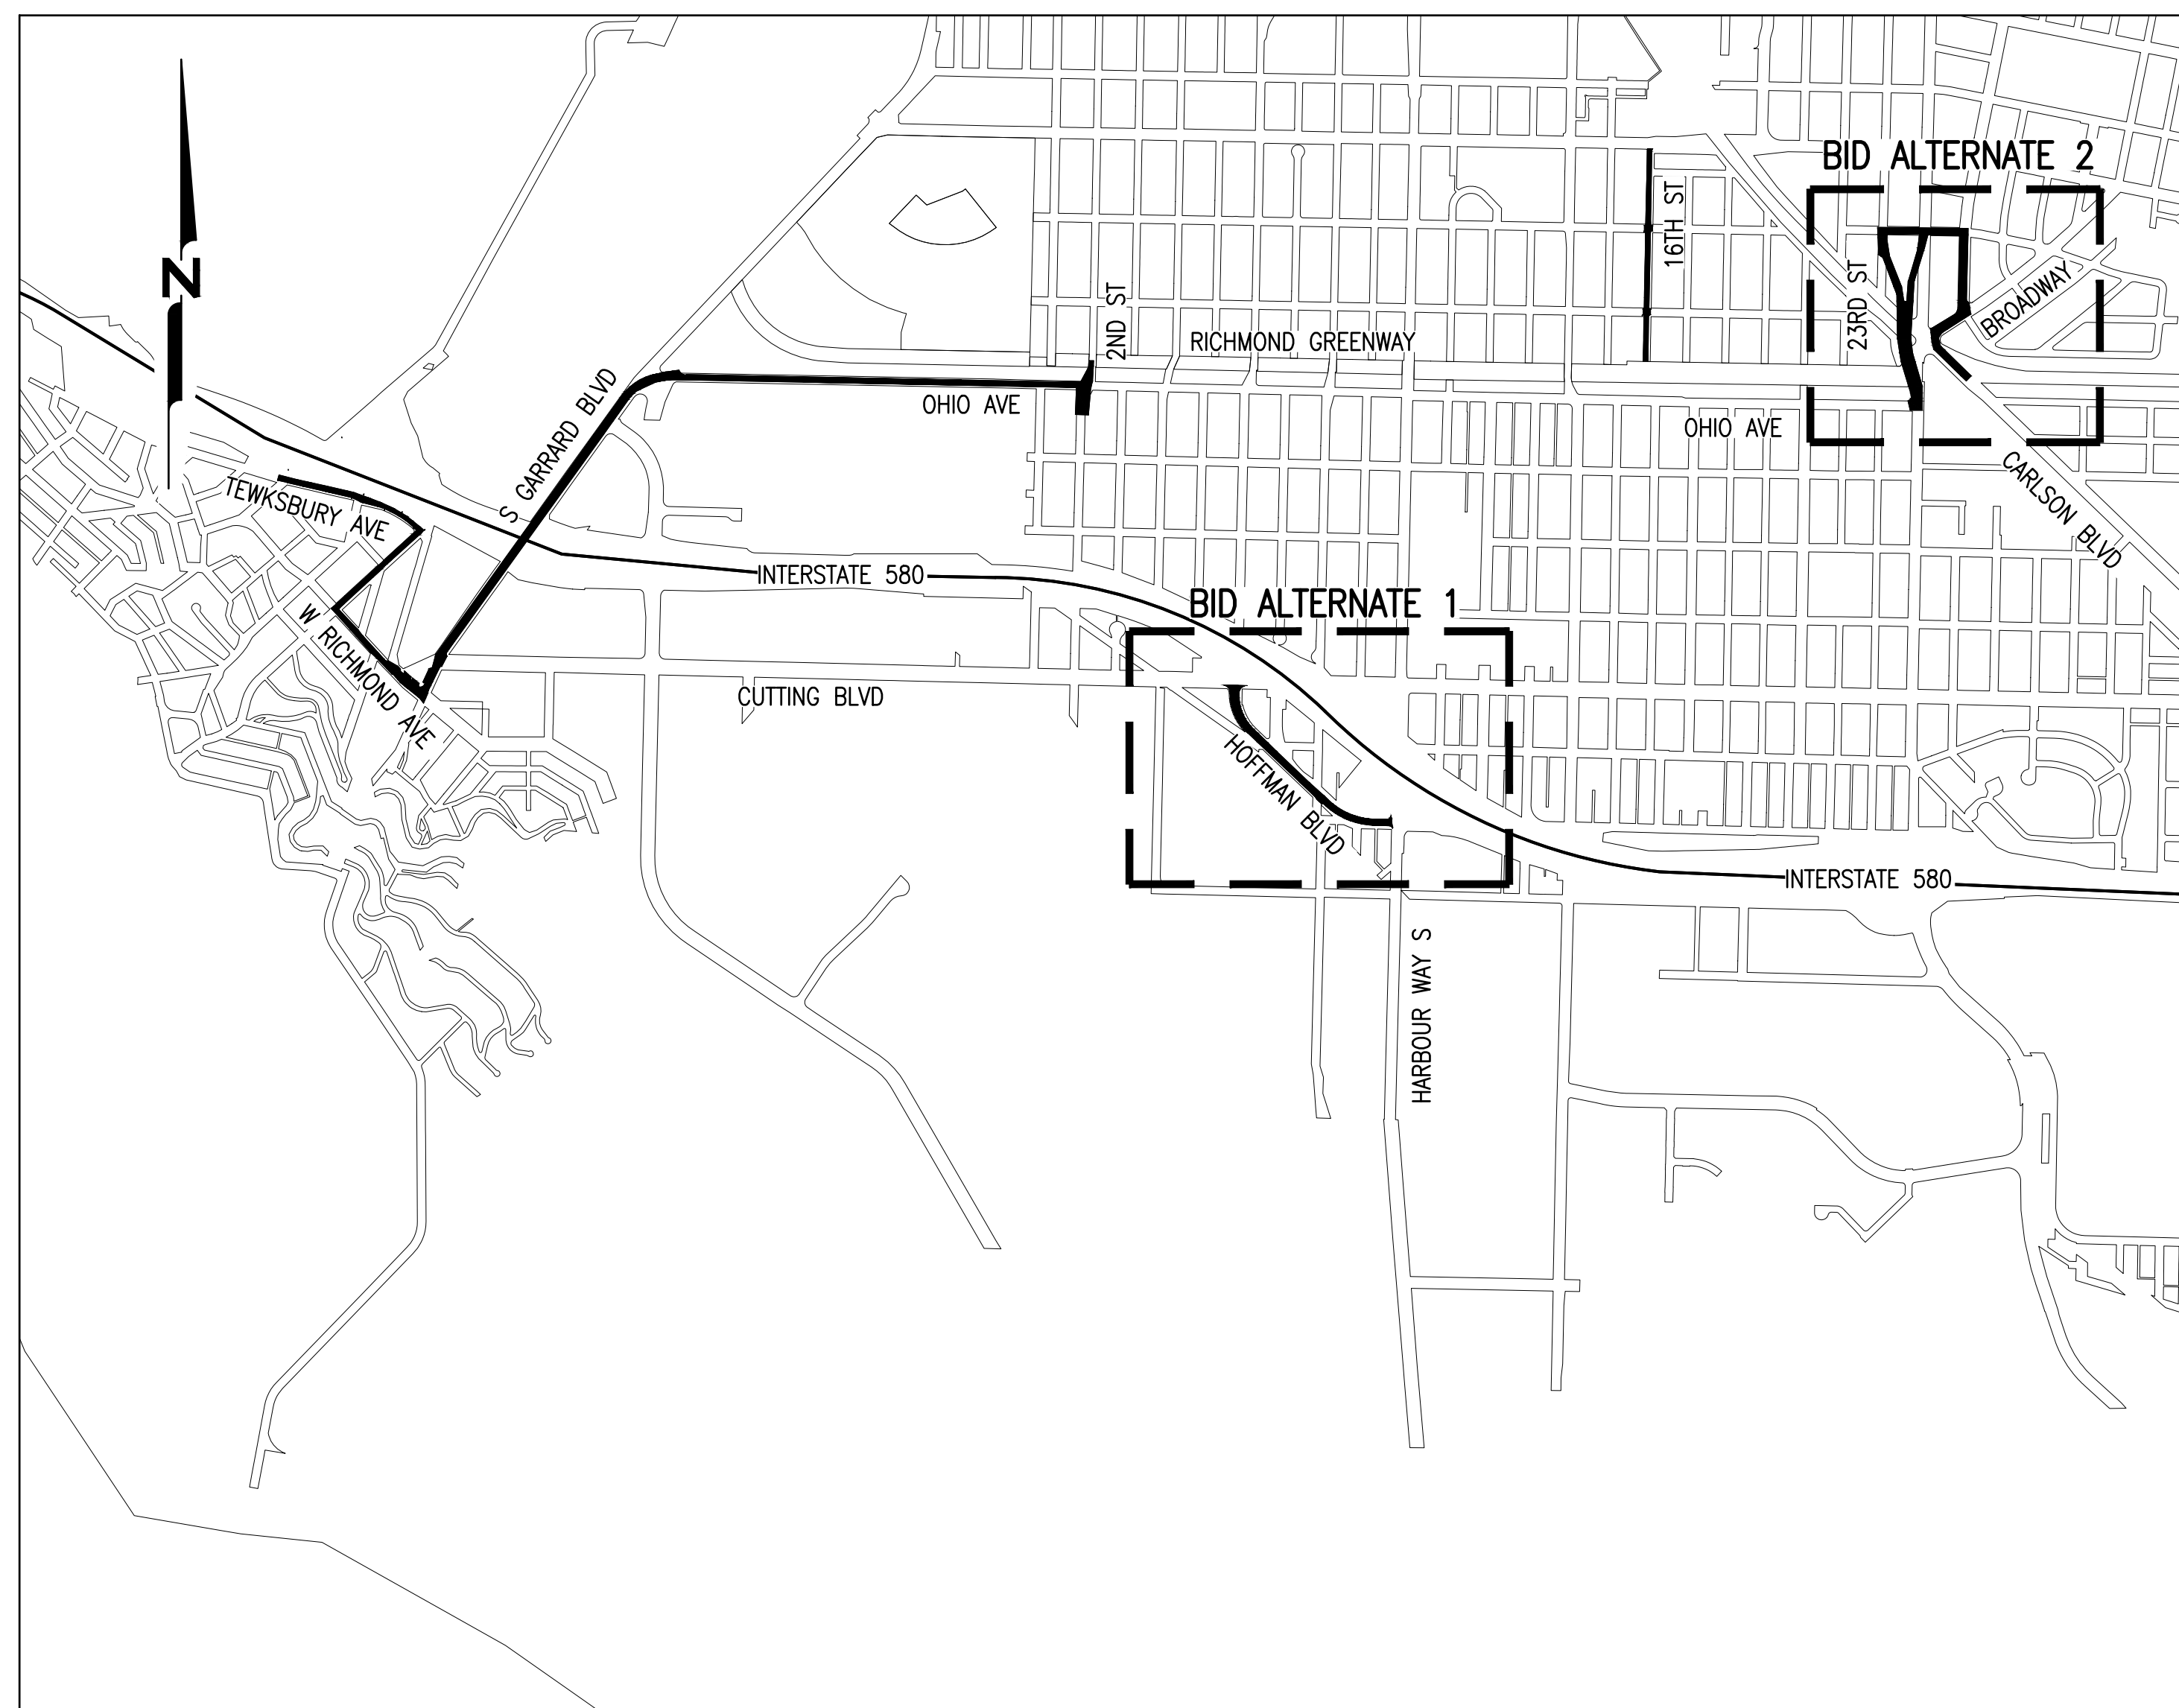 BID ALTERNATE 2
16TH ST
N
2ND ST
23RD ST
BROADWAY
RICHMOND GREENWAY
S GARRARD BLVD
OHIO AVE
OHIO AVE
TEWKSBURY AVE
CARLSON BLVD
INTERSTATE 580
BID ALTERNATE 1
W RICHMOND AVE
CUTTING BLVD
HOFFMAN BLVD
INTERSTATE 580
HARBOUR WAY S